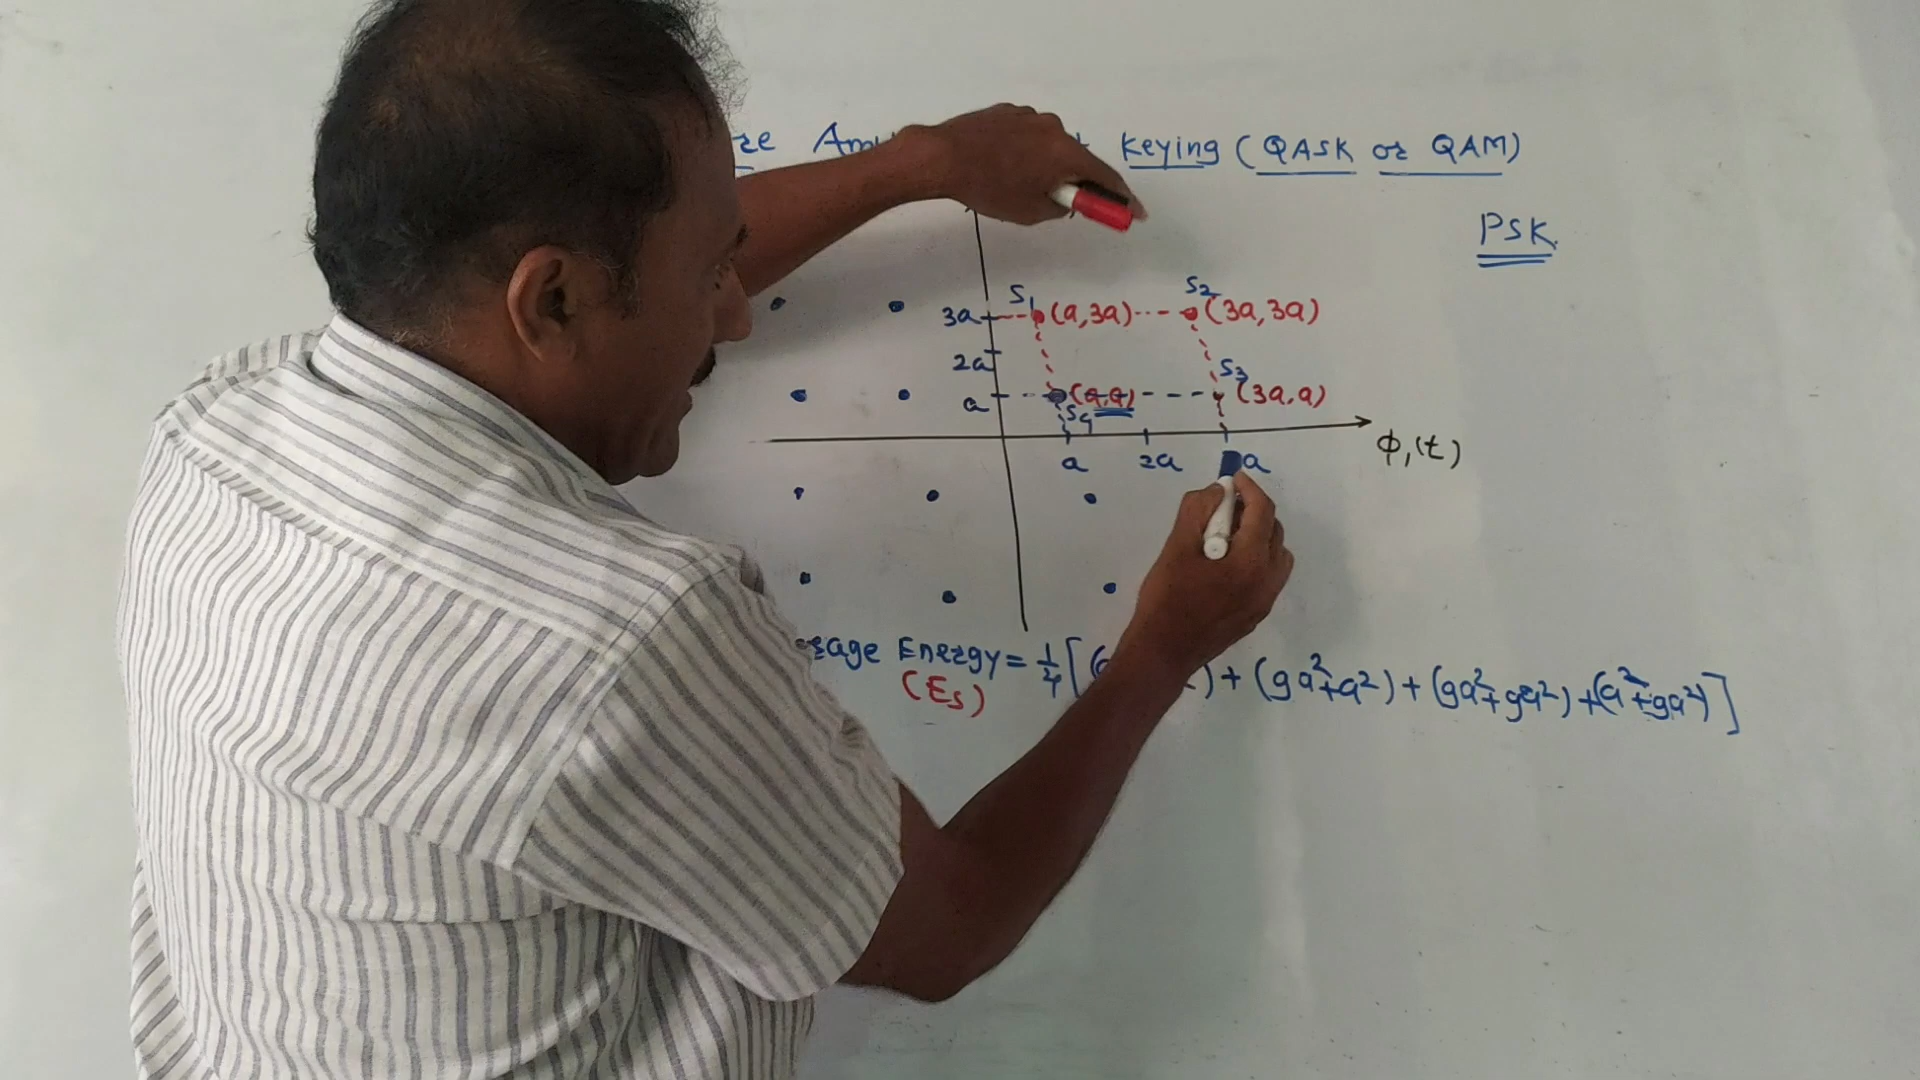 Keying (QASK or QAM)
PSK
S1 S2
3a (a,3a) (3a,3a)
2a S3
a (a,a) (3a,a)
S4
ϕ1(t)
a 2a a
Energy = 1/4 [ ) + (9a²+a²) + (9a²+9a²) + (a²+9a²)]
(Es)